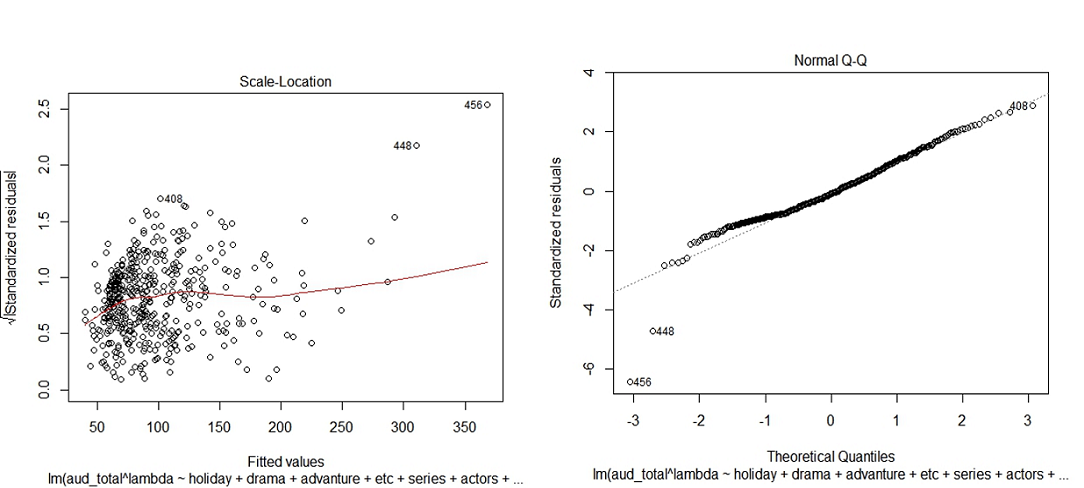 Scale-Location
√|Standardized residuals|
0.0 0.5 1.0 1.5 2.0 2.5
456
448
408
50 100 150 200 250 300 350
Fitted values
lm(aud_total^lambda ~ holiday + drama + advanture + etc + series + actors + ...
Normal Q-Q
Standardized residuals
-6 -4 -2 0 2 4
408
448
456
-3 -2 -1 0 1 2 3
Theoretical Quantiles
lm(aud_total^lambda ~ holiday + drama + advanture + etc + series + actors + ...